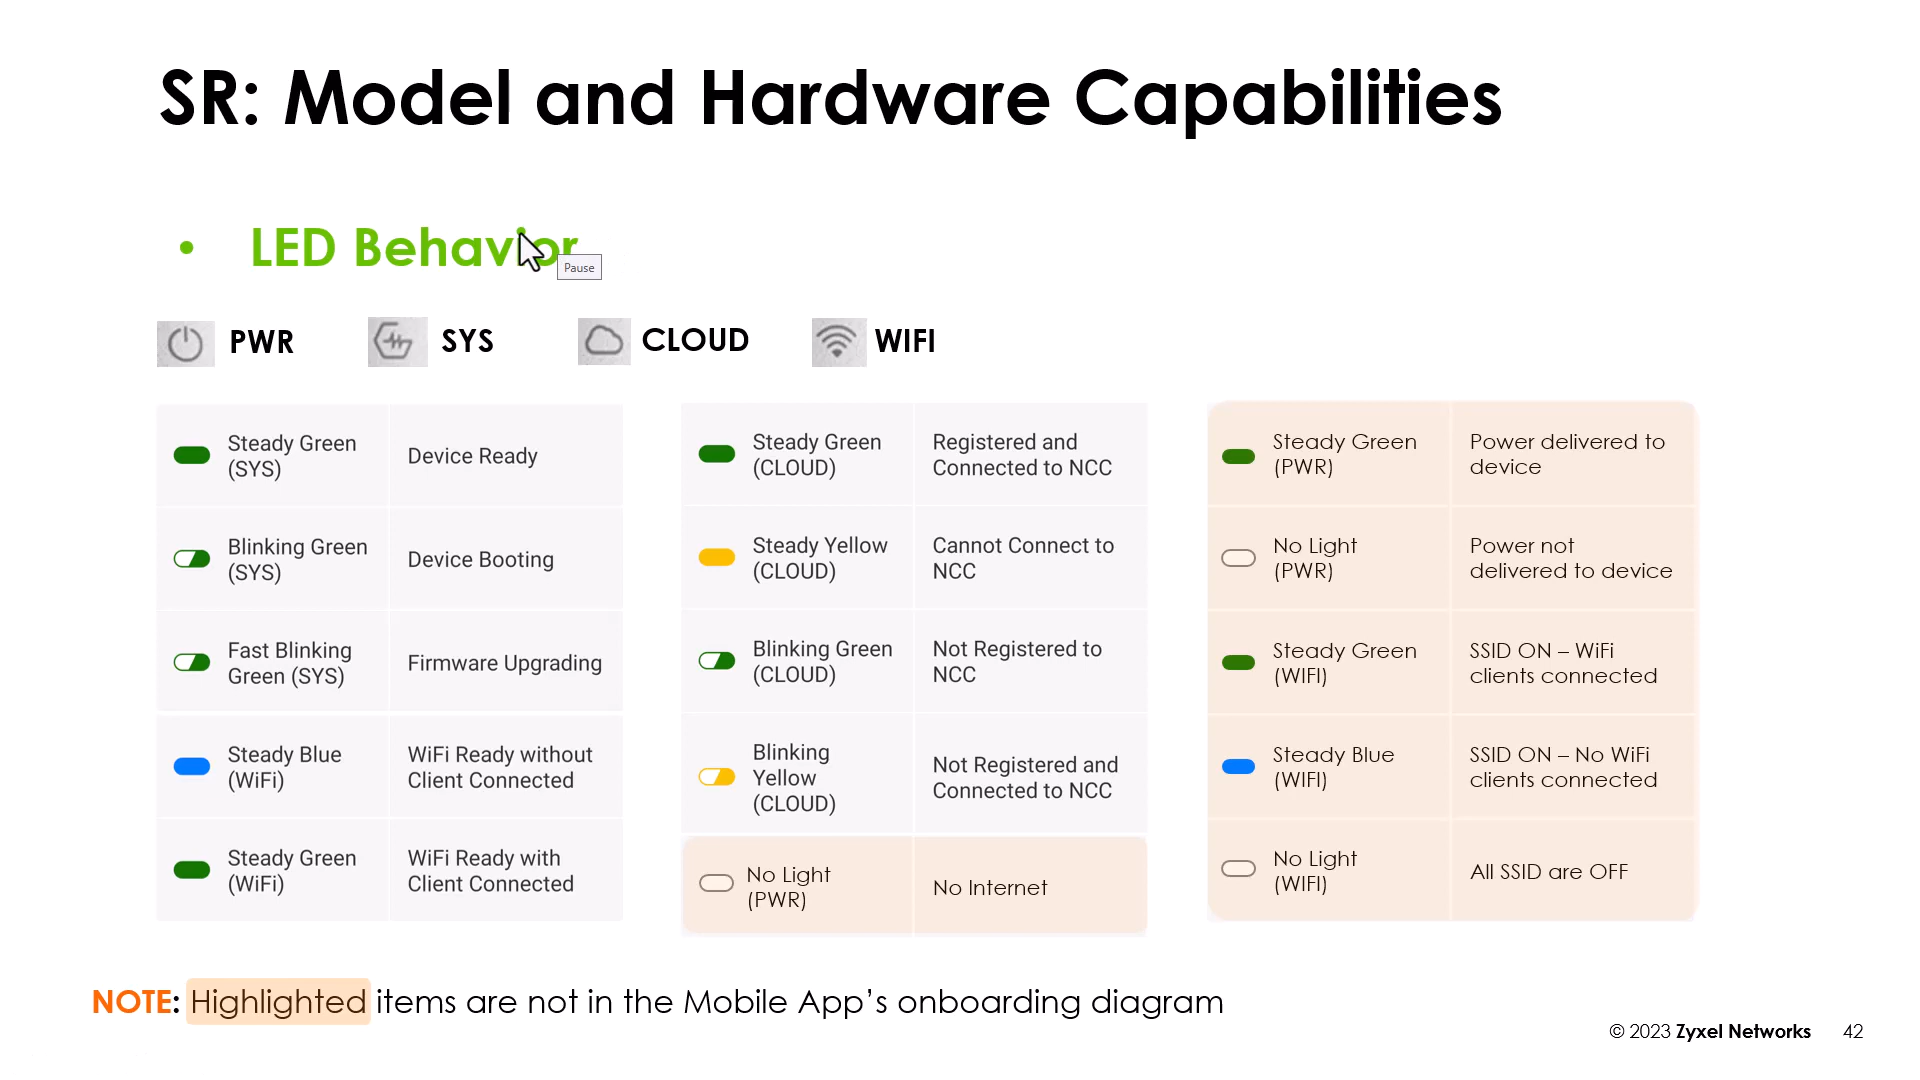 SR: Model and Hardware Capabilities
• LED Behavior
Pause
PWR
SYS
CLOUD
WIFI
Steady Green
(SYS)
Device Ready
Blinking Green
(SYS)
Device Booting
Fast Blinking
Green (SYS)
Firmware Upgrading
Steady Blue
(WiFi)
WiFi Ready without
Client Connected
Steady Green
(WiFi)
WiFi Ready with
Client Connected
Steady Green
(CLOUD)
Registered and
Connected to NCC
Steady Yellow
(CLOUD)
Cannot Connect to
NCC
Blinking Green
(CLOUD)
Not Registered to
NCC
Blinking
Yellow
(CLOUD)
Not Registered and
Connected to NCC
No Light
(PWR)
No Internet
Steady Green
(PWR)
Power delivered to
device
No Light
(PWR)
Power not
delivered to device
Steady Green
(WIFI)
SSID ON – WiFi
clients connected
Steady Blue
(WIFI)
SSID ON – No WiFi
clients connected
No Light
(WIFI)
All SSID are OFF
NOTE: Highlighted items are not in the Mobile App’s onboarding diagram
© 2023 Zyxel Networks 42